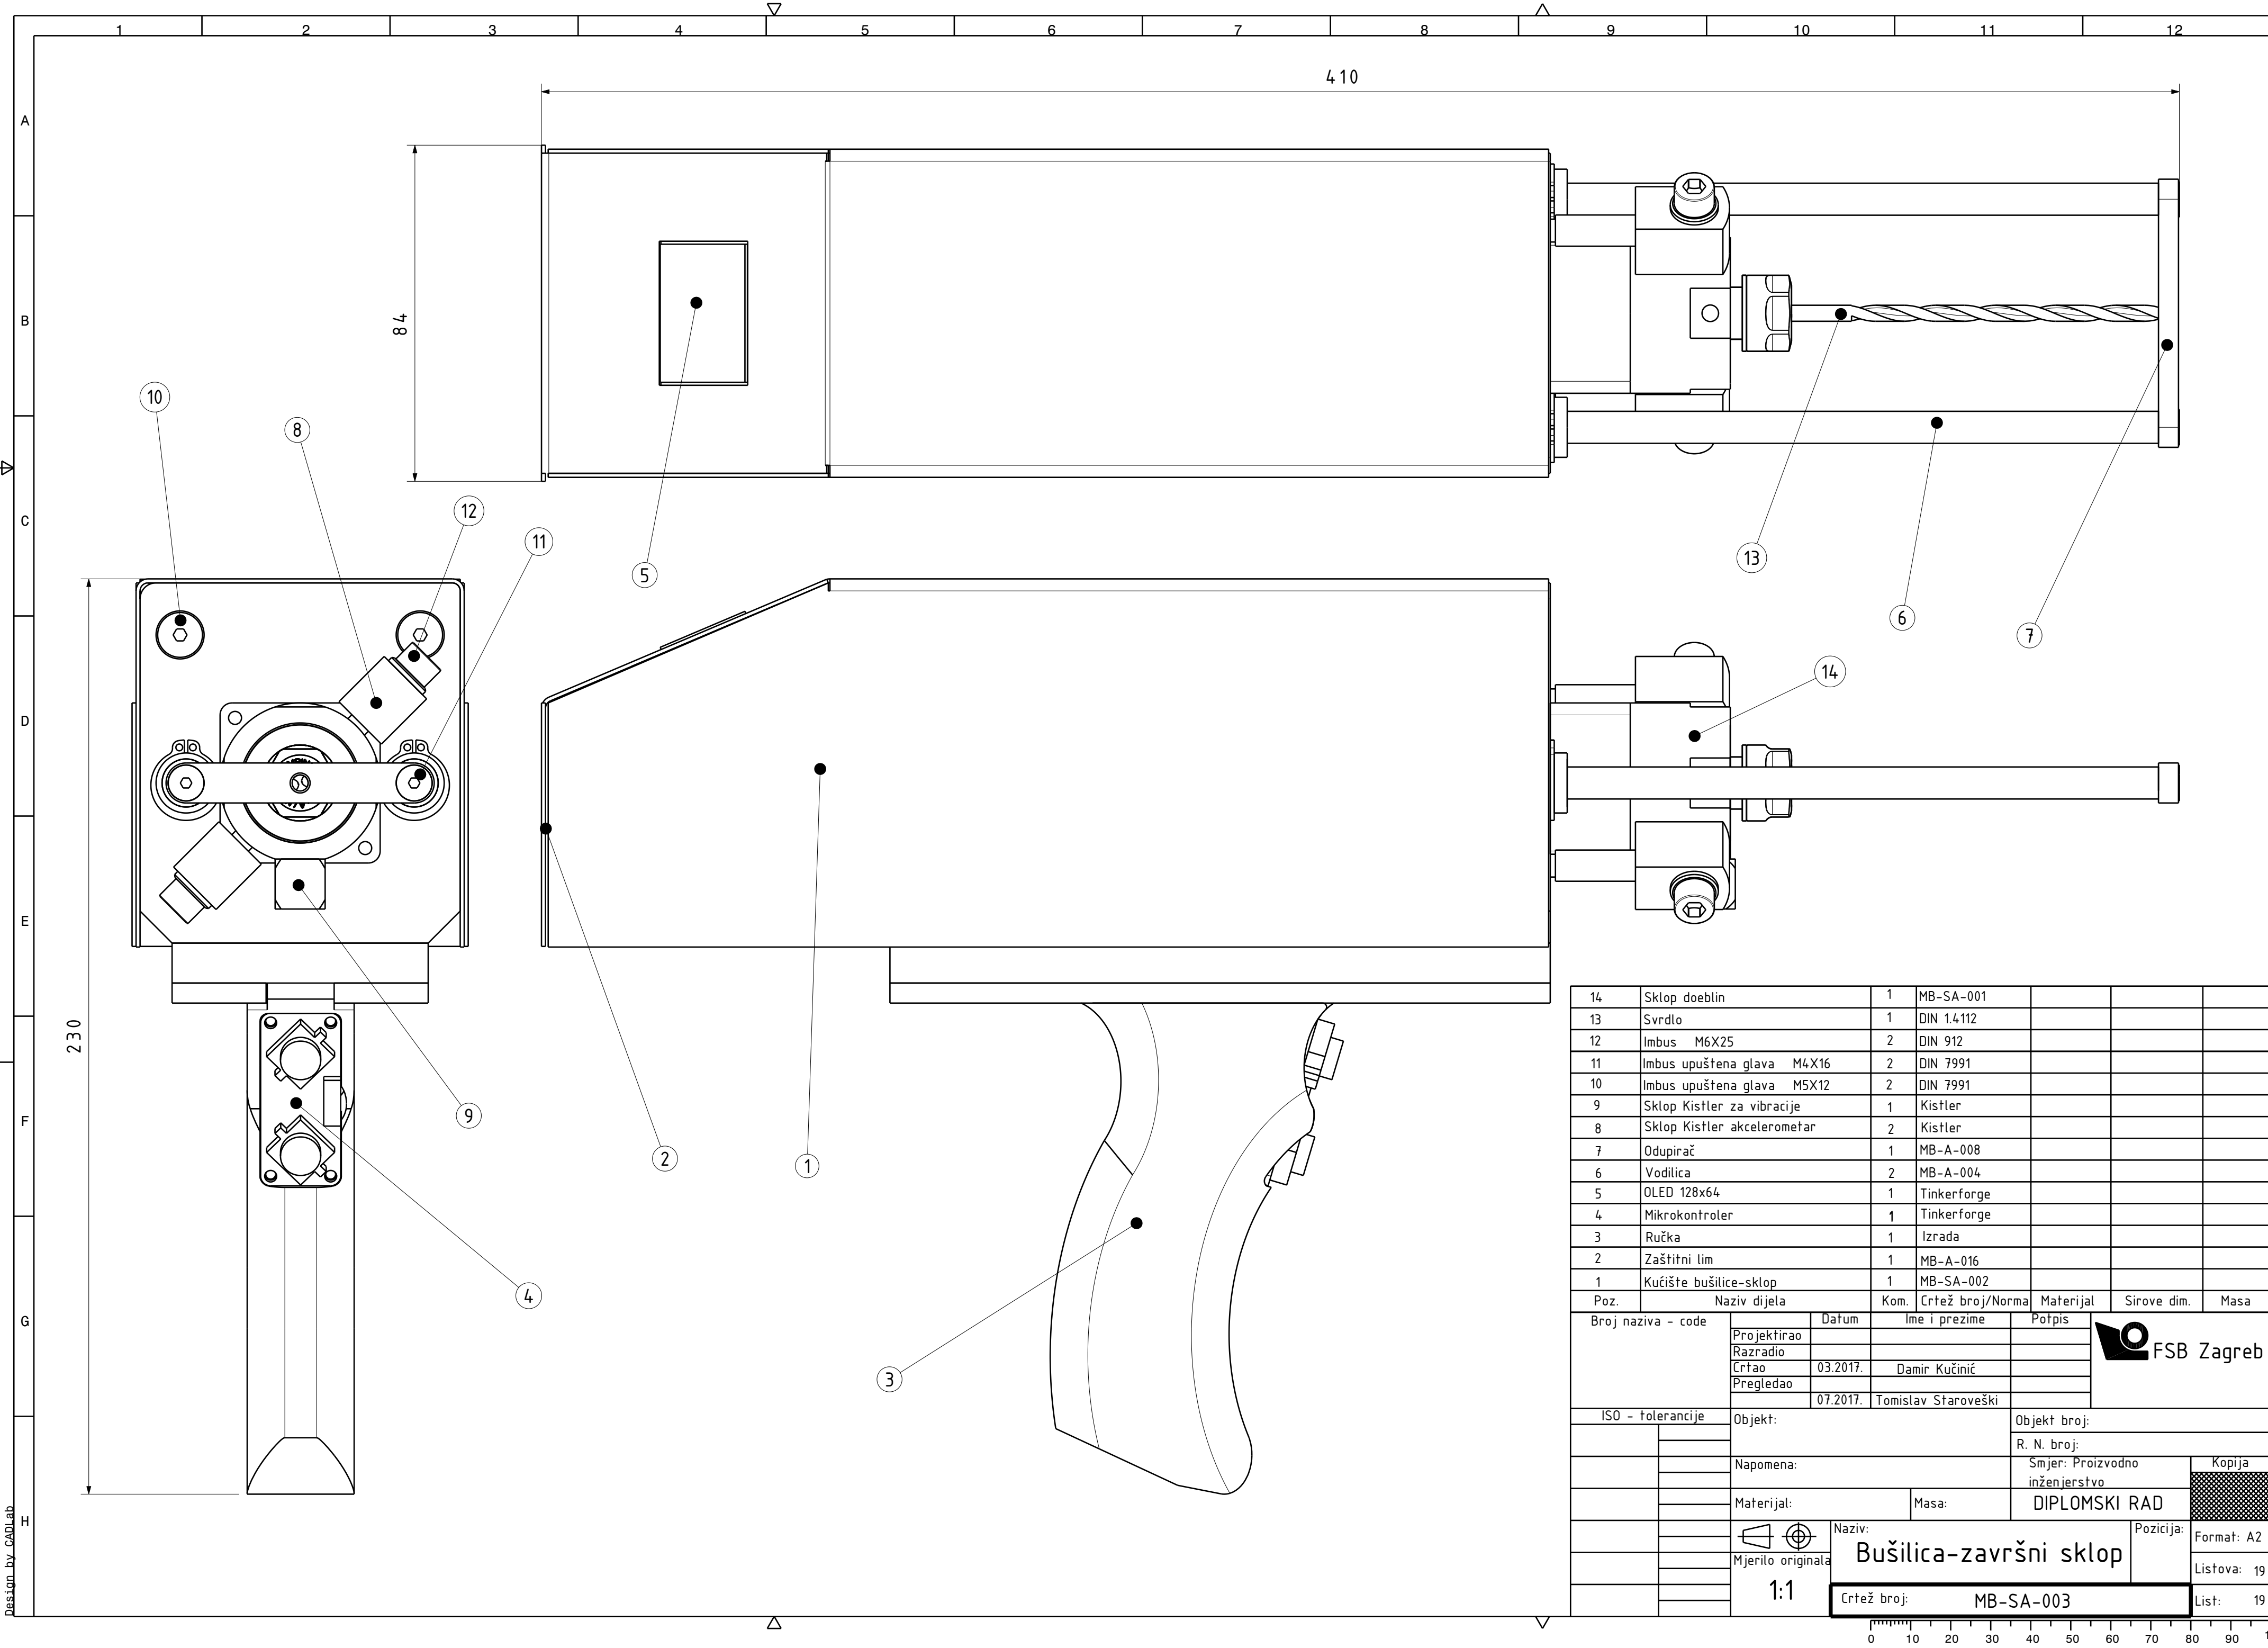 1 2 3 4 5 6 7 8 9 10 11 12
A
B
C
D
E
F
G
H
410
84
230
10
8
12
11
5
13
6
7
14
9
2
1
4
3
14 Sklop doeblin 1 MB-SA-001
13 Svrdlo 1 DIN 1.4112
12 Imbus M6X25 2 DIN 912
11 Imbus upuštena glava M4X16 2 DIN 7991
10 Imbus upuštena glava M5X12 2 DIN 7991
9 Sklop Kistler za vibracije 1 Kistler
8 Sklop Kistler akcelerometar 2 Kistler
7 Odupirač 1 MB-A-008
6 Vodilica 2 MB-A-004
5 OLED 128x64 1 Tinkerforge
4 Mikrokontroler 1 Tinkerforge
3 Ručka 1 Izrada
2 Zaštitni lim 1 MB-A-016
1 Kućište bušilice-sklop 1 MB-SA-002
Poz. Naziv dijela Kom. Crtež broj/Norma Materijal Sirove dim. Masa
Broj naziva - code Datum Ime i prezime Potpis
Projektirao
Razradio
Crtao 03.2017. Damir Kučinić
Pregledao
07.2017. Tomislav Staroveški
FSB Zagreb
ISO - tolerancije
Objekt:
Objekt broj:
R. N. broj:
Napomena:
Smjer: Proizvodno
inženjerstvo
Kopija
Materijal:
Masa:
DIPLOMSKI RAD
Naziv:
Bušilica-završni sklop
Pozicija:
Format: A2
Mjerilo originala
1:1
Listova: 19
Crtež broj: MB-SA-003
List: 19
Design by CADLab
0 10 20 30 40 50 60 70 80 90